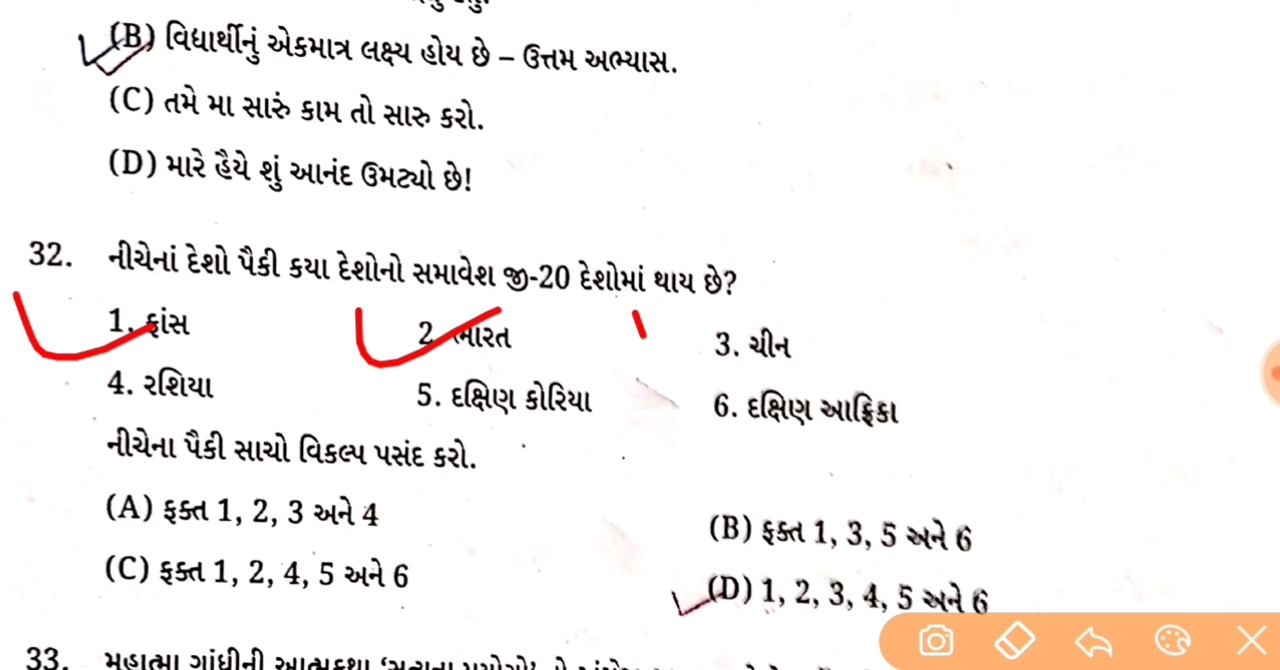 (B) વિદ્યાર્થીનું એકમાત્ર લક્ષ્ય હોય છે – ઉત્તમ અભ્યાસ.
(C) તમે મા સારું કામ તો સારુ કરો.
(D) મારે હૈયે શું આનંદ ઉમટ્યો છે!
32. નીચેનાં દેશો પૈકી કયા દેશોનો સમાવેશ જી-20 દેશોમાં થાય છે?
1. ફ્રાંસ 2. ભારત 3. ચીન
4. રશિયા 5. દક્ષિણ કોરિયા 6. દક્ષિણ આફ્રિકા
નીચેના પૈકી સાચો વિકલ્પ પસંદ કરો.
(A) ફક્ત 1, 2, 3 અને 4 (B) ફક્ત 1, 3, 5 અને 6
(C) ફક્ત 1, 2, 4, 5 અને 6 (D) 1, 2, 3, 4, 5 અને 6
33. મહાત્મા ગાંધીની આત્મકથા